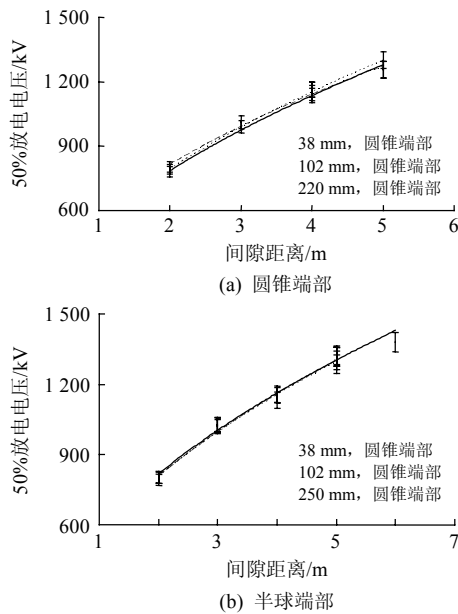 1 500
1 200
900
600
50%放电电压/kV
38 mm，圆锥端部
102 mm，圆锥端部
220 mm，圆锥端部
1 2 3 4 5 6
间隙距离/m
(a) 圆锥端部
1 500
1 200
900
600
50%放电电压/kV
38 mm，圆锥端部
102 mm，圆锥端部
250 mm，圆锥端部
1 3 5 7
间隙距离/m
(b) 半球端部